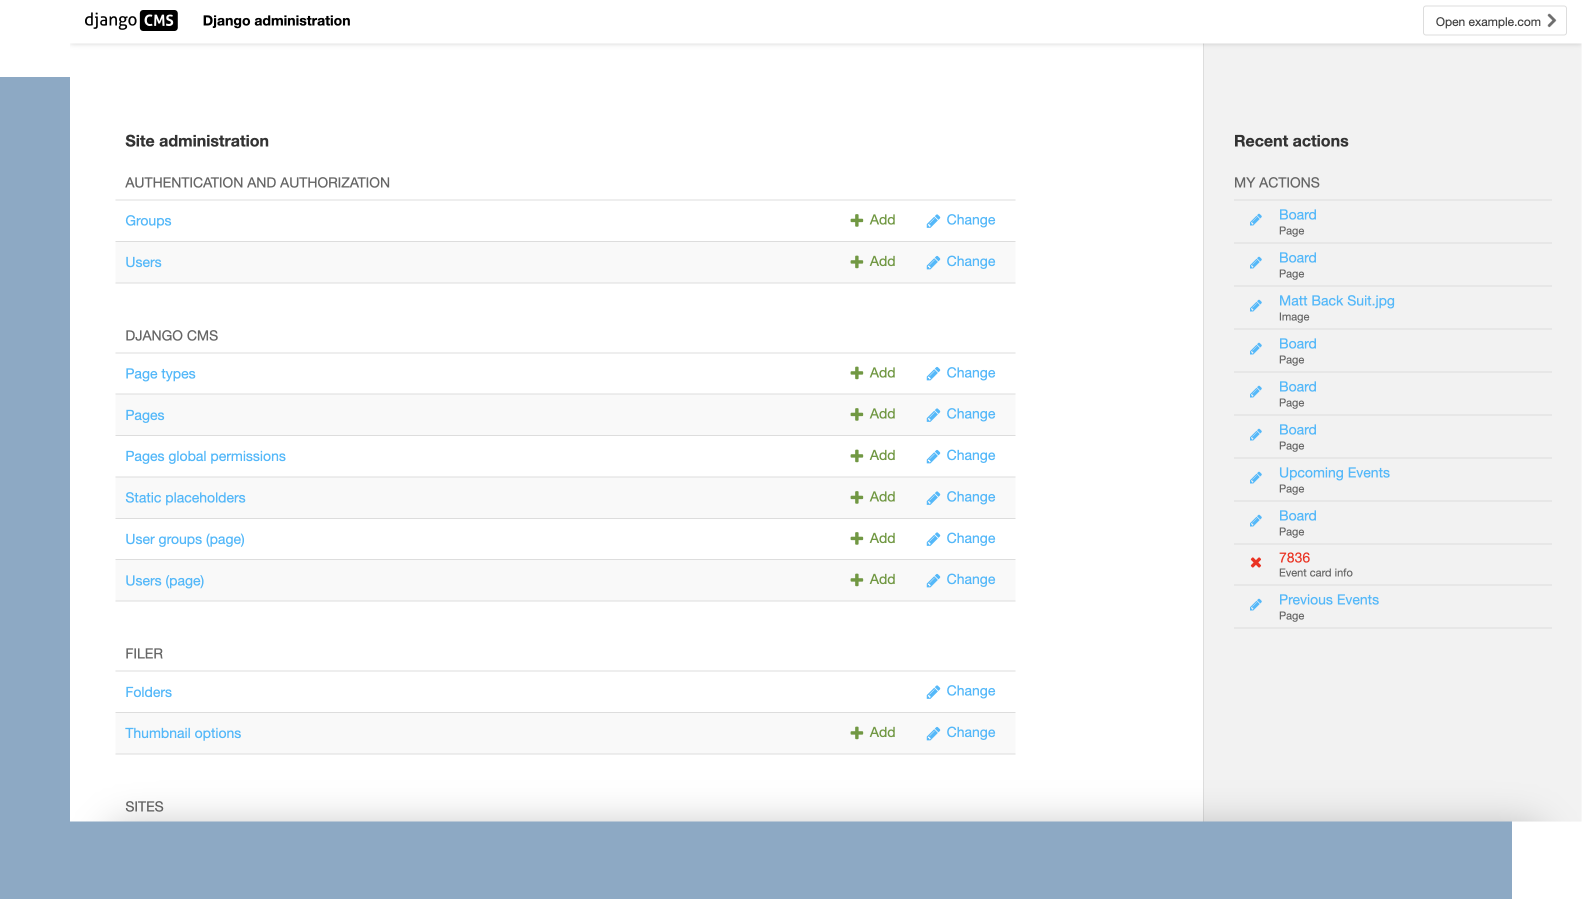 django CMS Django administration Open example.com
Site administration
AUTHENTICATION AND AUTHORIZATION
Groups Add Change
Users Add Change
DJANGO CMS
Page types Add Change
Pages Add Change
Pages global permissions Add Change
Static placeholders Add Change
User groups (page) Add Change
Users (page) Add Change
FILER
Folders Change
Thumbnail options Add Change
SITES
Recent actions
MY ACTIONS
Board
Page
Board
Page
Matt Back Suit.jpg
Image
Board
Page
Board
Page
Board
Page
Upcoming Events
Page
Board
Page
7836
Event card info
Previous Events
Page